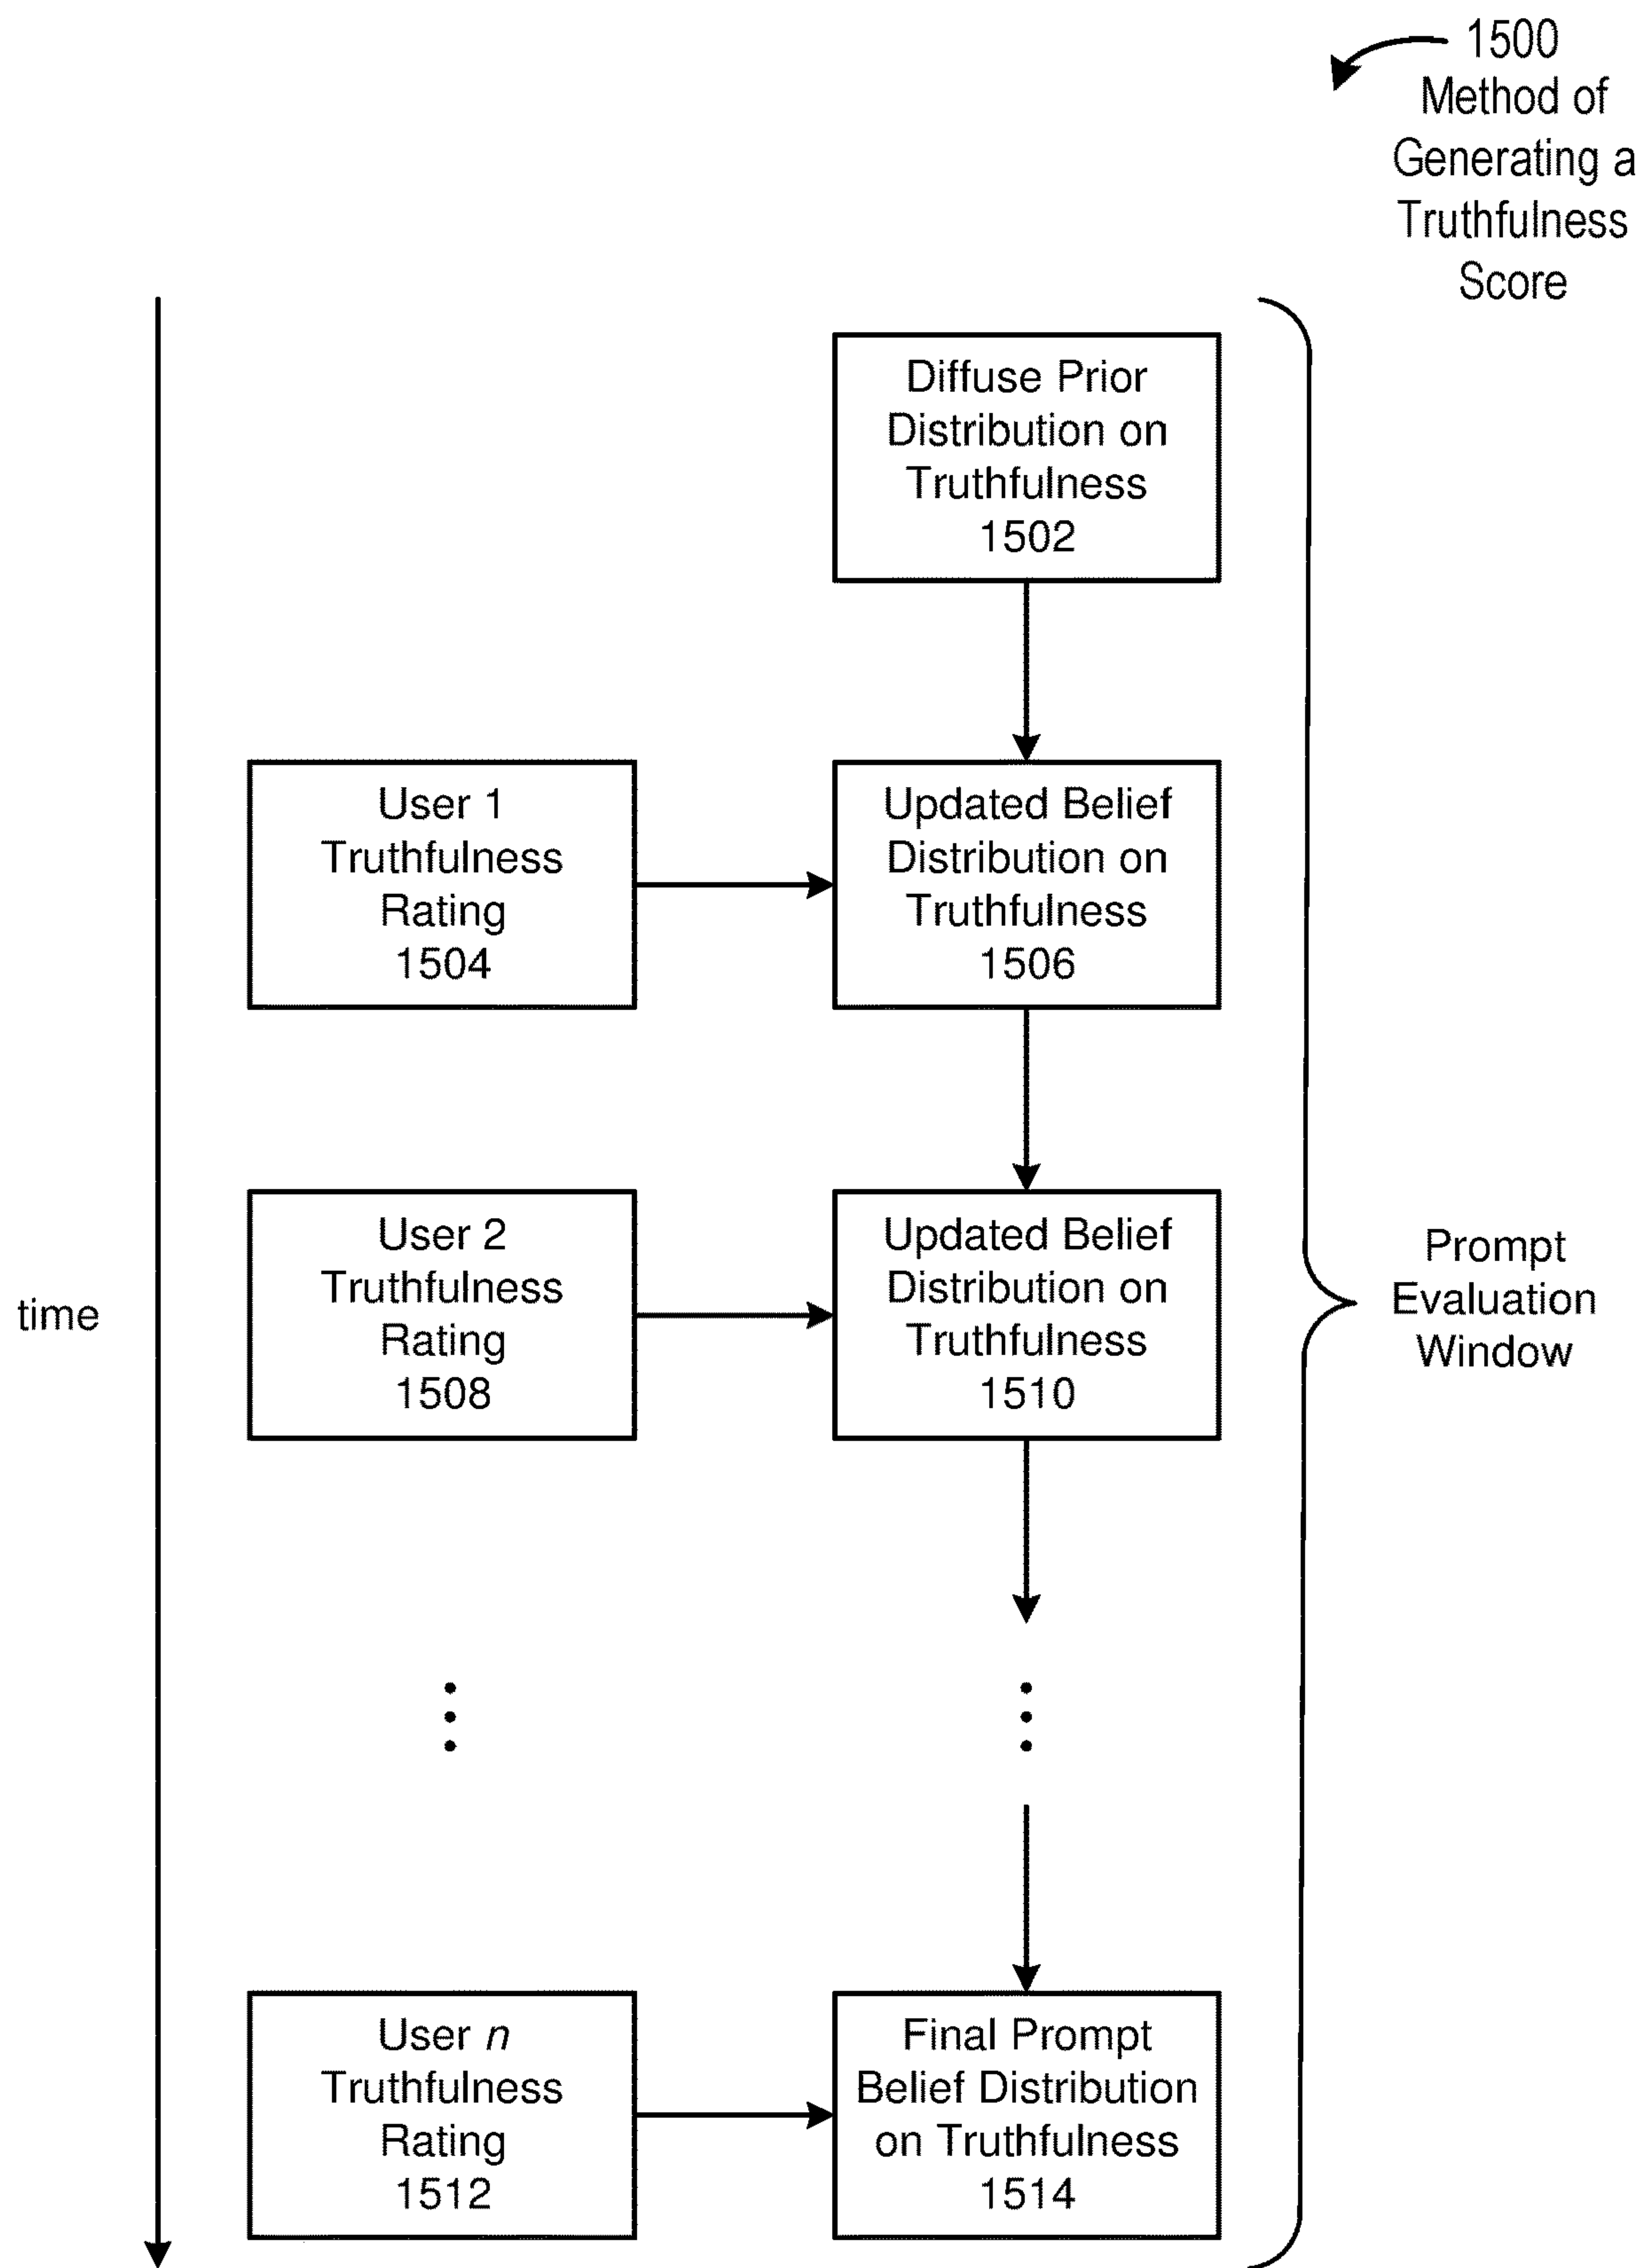 1500
Method of
Generating a
Truthfulness
Score
Diffuse Prior
Distribution on
Truthfulness
1502
User 1
Truthfulness
Rating
1504
Updated Belief
Distribution on
Truthfulness
1506
time
User 2
Truthfulness
Rating
1508
Updated Belief
Distribution on
Truthfulness
1510
Prompt
Evaluation
Window
User n
Truthfulness
Rating
1512
Final Prompt
Belief Distribution
on Truthfulness
1514